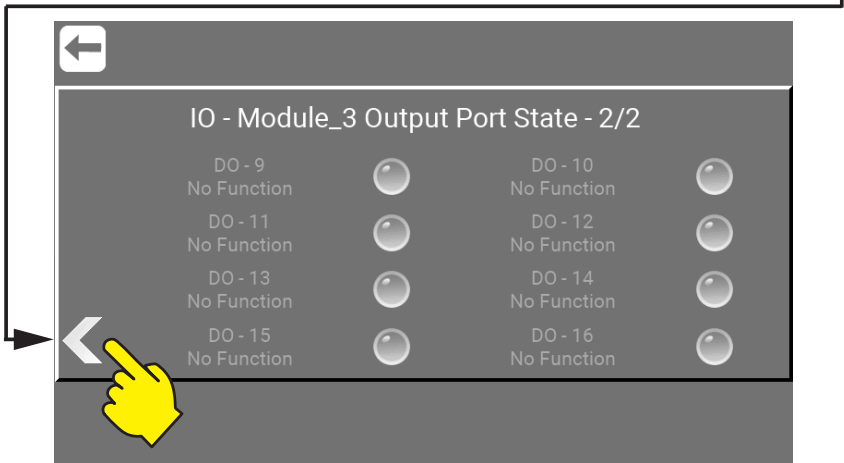 IO - Module_3 Output Port State - 2/2
DO - 9
No Function
DO - 10
No Function
DO - 11
No Function
DO - 12
No Function
DO - 13
No Function
DO - 14
No Function
DO - 15
No Function
DO - 16
No Function